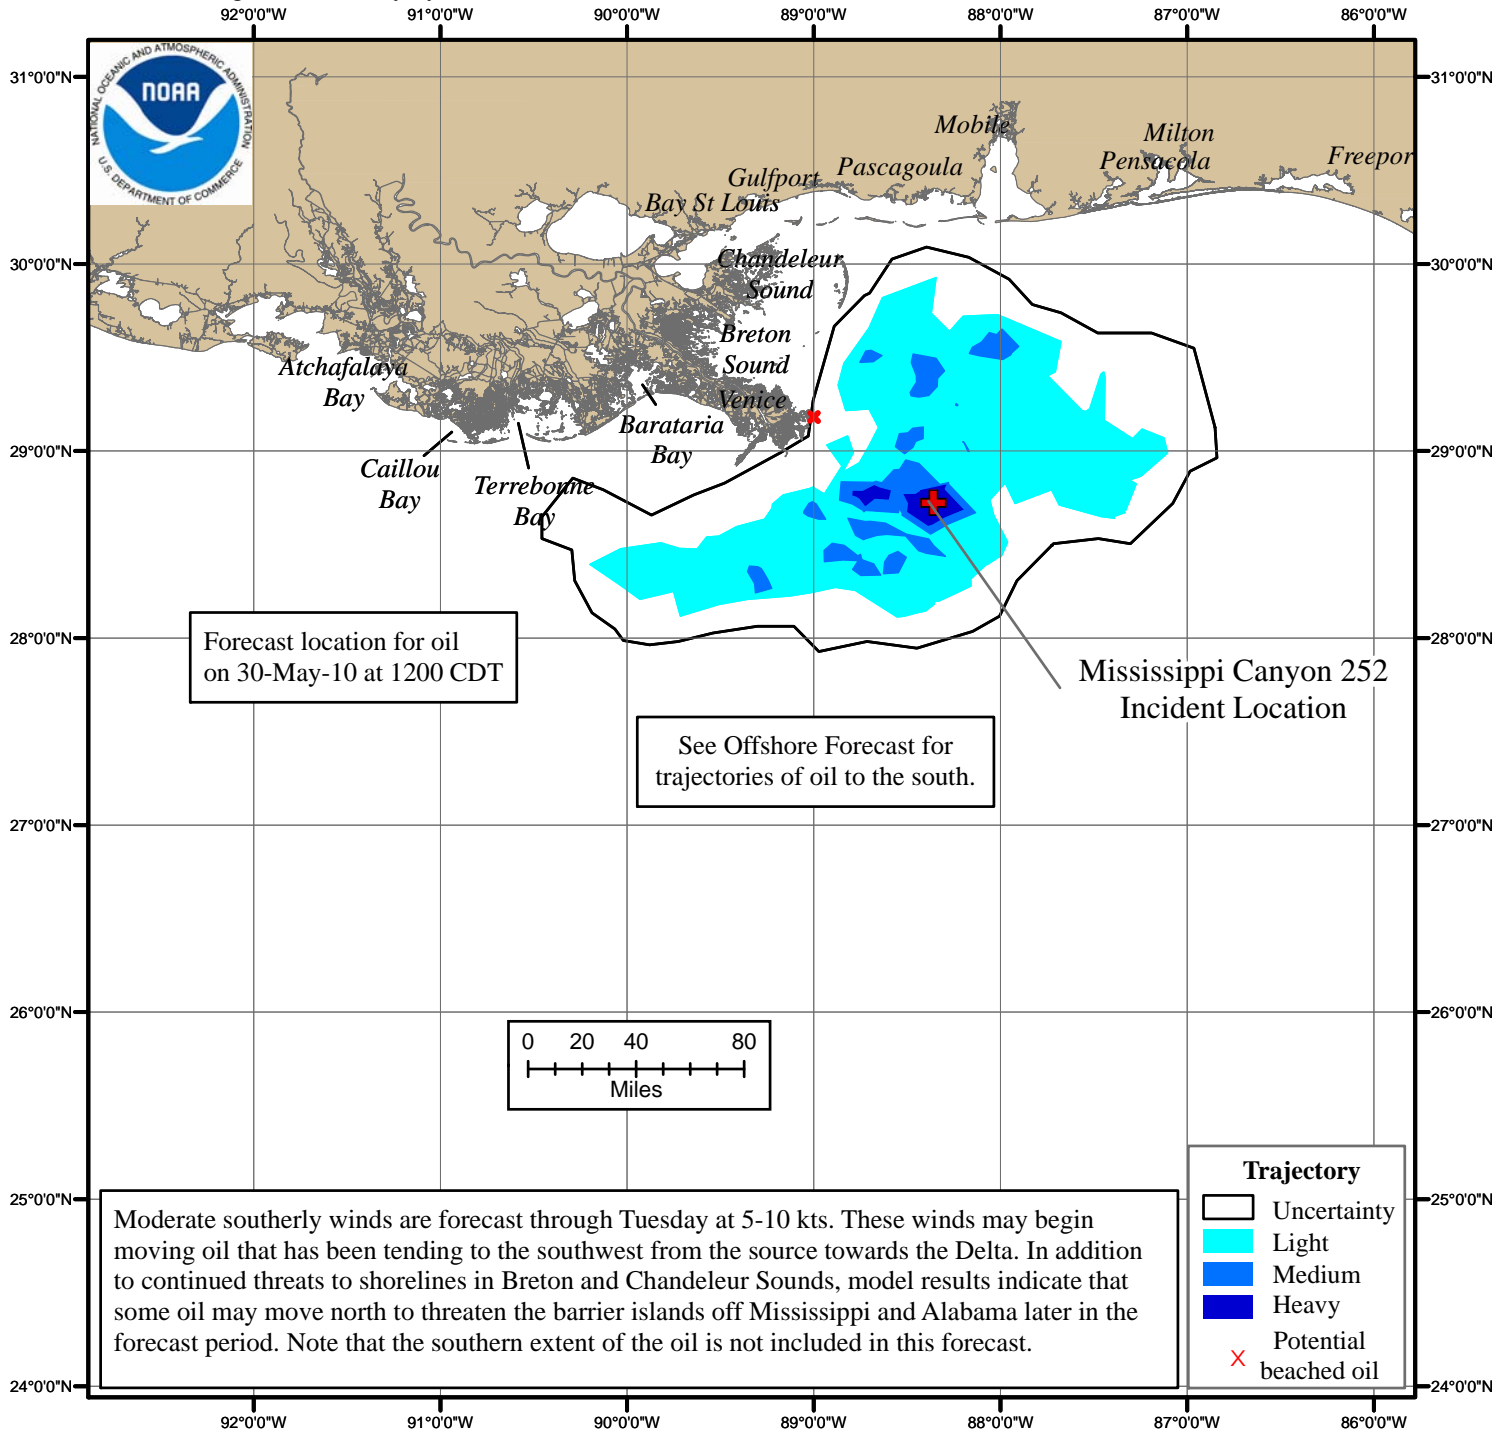 92°0'0"W 91°0'0"W 90°0'0"W 89°0'0"W 88°0'0"W 87°0'0"W 86°0'0"W
NATIONAL OCEANIC AND ATMOSPHERIC ADMINISTRATION
NOAA
U.S. DEPARTMENT OF COMMERCE
31°0'0"N 31°0'0"N
Mobile
Milton
Pensacola
Freepor
Pascagoula
Gulfport
Bay St Louis
30°0'0"N 30°0'0"N
Chandeleur
Sound
Breton
Sound
Venice
Atchafalaya
Bay
Barataria
Bay
29°0'0"N 29°0'0"N
Caillou
Bay
Terrebonne
Bay
28°0'0"N 28°0'0"N
Forecast location for oil
on 30-May-10 at 1200 CDT
Mississippi Canyon 252
Incident Location
See Offshore Forecast for
trajectories of oil to the south.
27°0'0"N 27°0'0"N
26°0'0"N 26°0'0"N
0 20 40 80
Miles
25°0'0"N 25°0'0"N
Moderate southerly winds are forecast through Tuesday at 5-10 kts. These winds may begin
moving oil that has been tending to the southwest from the source towards the Delta. In addition
to continued threats to shorelines in Breton and Chandeleur Sounds, model results indicate that
some oil may move north to threaten the barrier islands off Mississippi and Alabama later in the
forecast period. Note that the southern extent of the oil is not included in this forecast.
Trajectory
Uncertainty
Light
Medium
Heavy
X Potential
beached oil
24°0'0"N 24°0'0"N
92°0'0"W 91°0'0"W 90°0'0"W 89°0'0"W 88°0'0"W 87°0'0"W 86°0'0"W